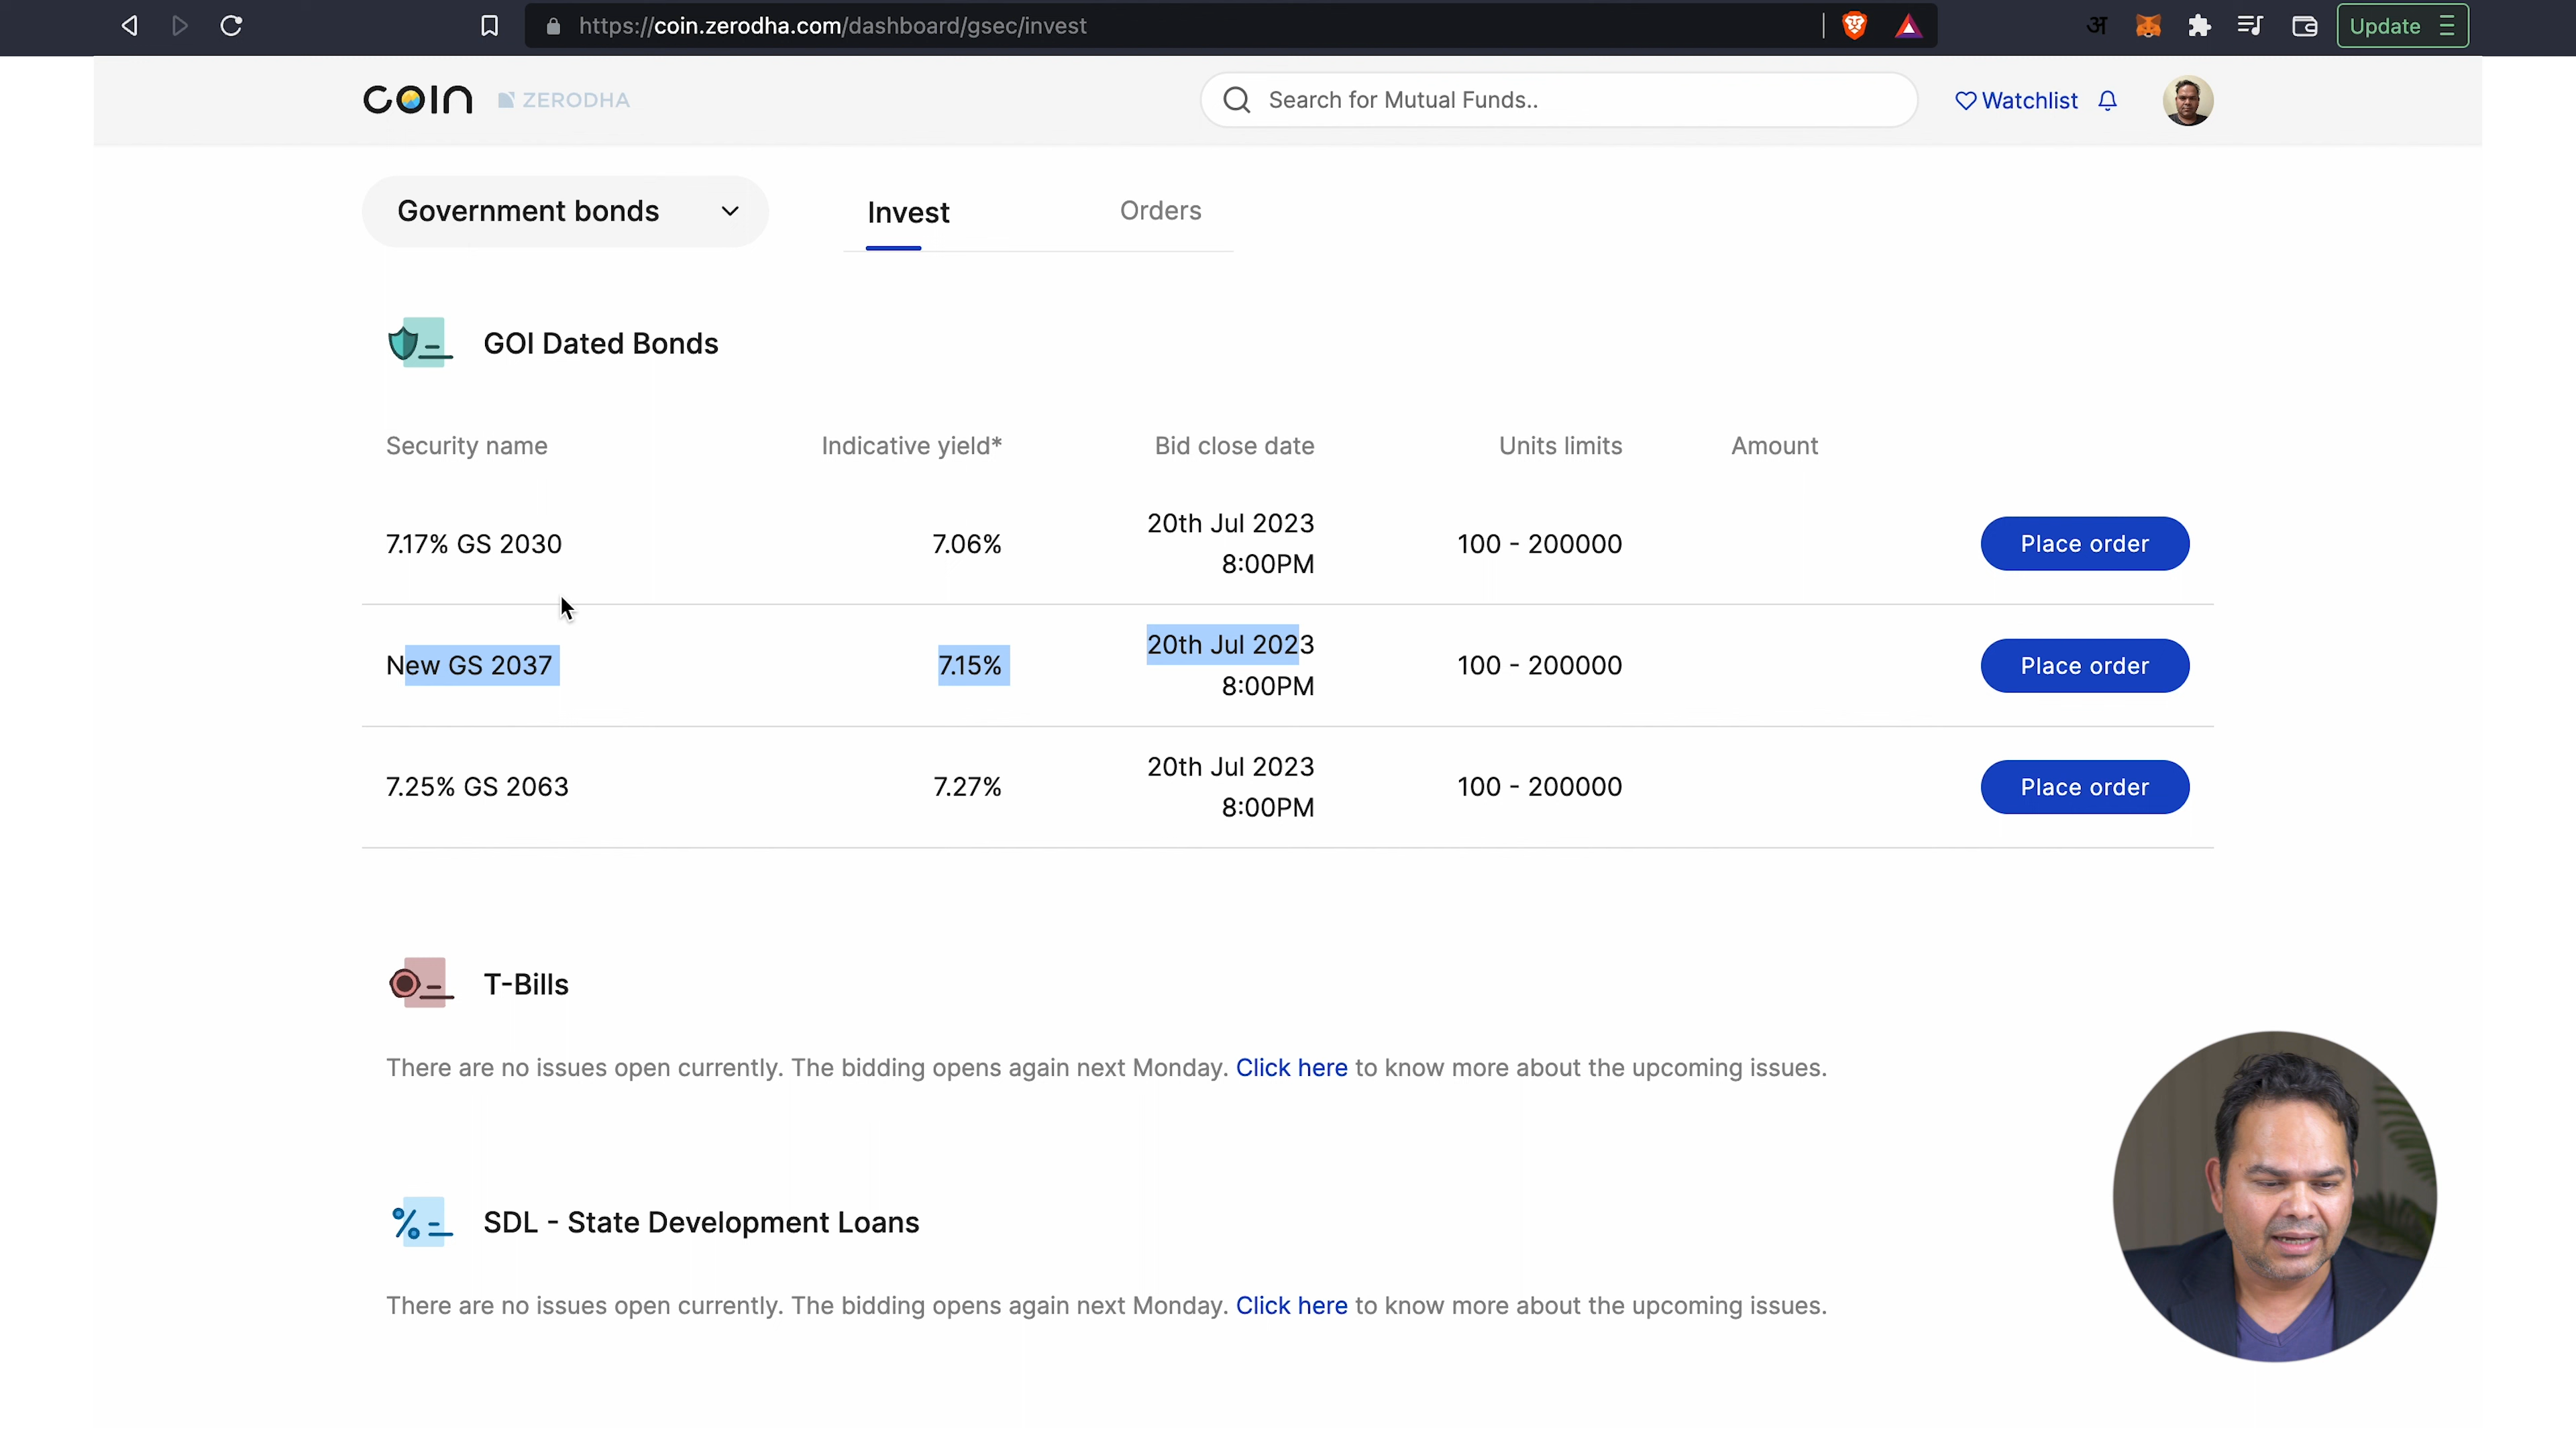 https://coin.zerodha.com/dashboard/gsec/invest
अ
Update
coin ZERODHA
Search for Mutual Funds..
Watchlist
Government bonds
Invest
Orders
GOI Dated Bonds
Security name Indicative yield* Bid close date Units limits Amount
7.17% GS 2030 7.06% 20th Jul 2023 8:00PM 100 - 200000 Place order
New GS 2037 7.15% 20th Jul 2023 8:00PM 100 - 200000 Place order
7.25% GS 2063 7.27% 20th Jul 2023 8:00PM 100 - 200000 Place order
T-Bills
There are no issues open currently. The bidding opens again next Monday. Click here to know more about the upcoming issues.
SDL - State Development Loans
There are no issues open currently. The bidding opens again next Monday. Click here to know more about the upcoming issues.